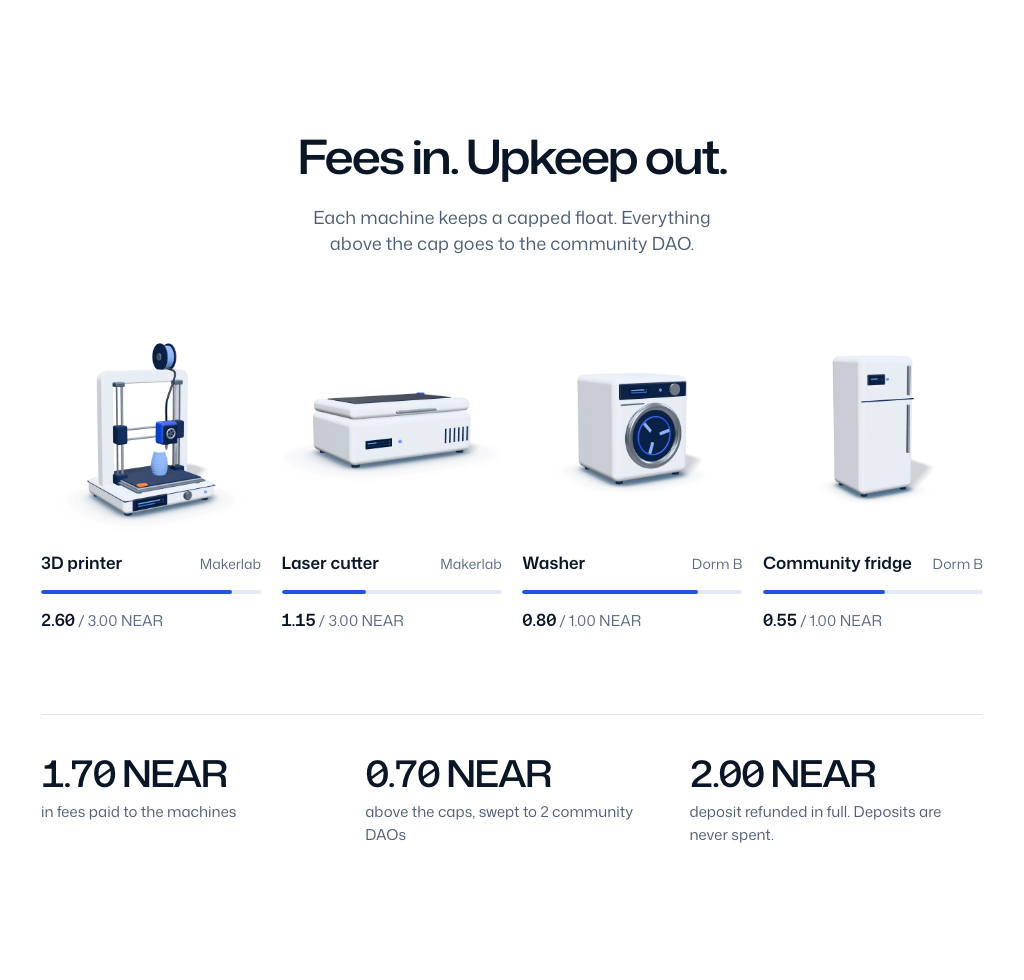 Fees in. Upkeep out.
Each machine keeps a capped float. Everything
above the cap goes to the community DAO.
3D printer Makerlab
2.60 / 3.00 NEAR
Laser cutter Makerlab
1.15 / 3.00 NEAR
Washer Dorm B
0.80 / 1.00 NEAR
Community fridge Dorm B
0.55 / 1.00 NEAR
1.70 NEAR
in fees paid to the machines
0.70 NEAR
above the caps, swept to 2 community
DAOs
2.00 NEAR
deposit refunded in full. Deposits are
never spent.